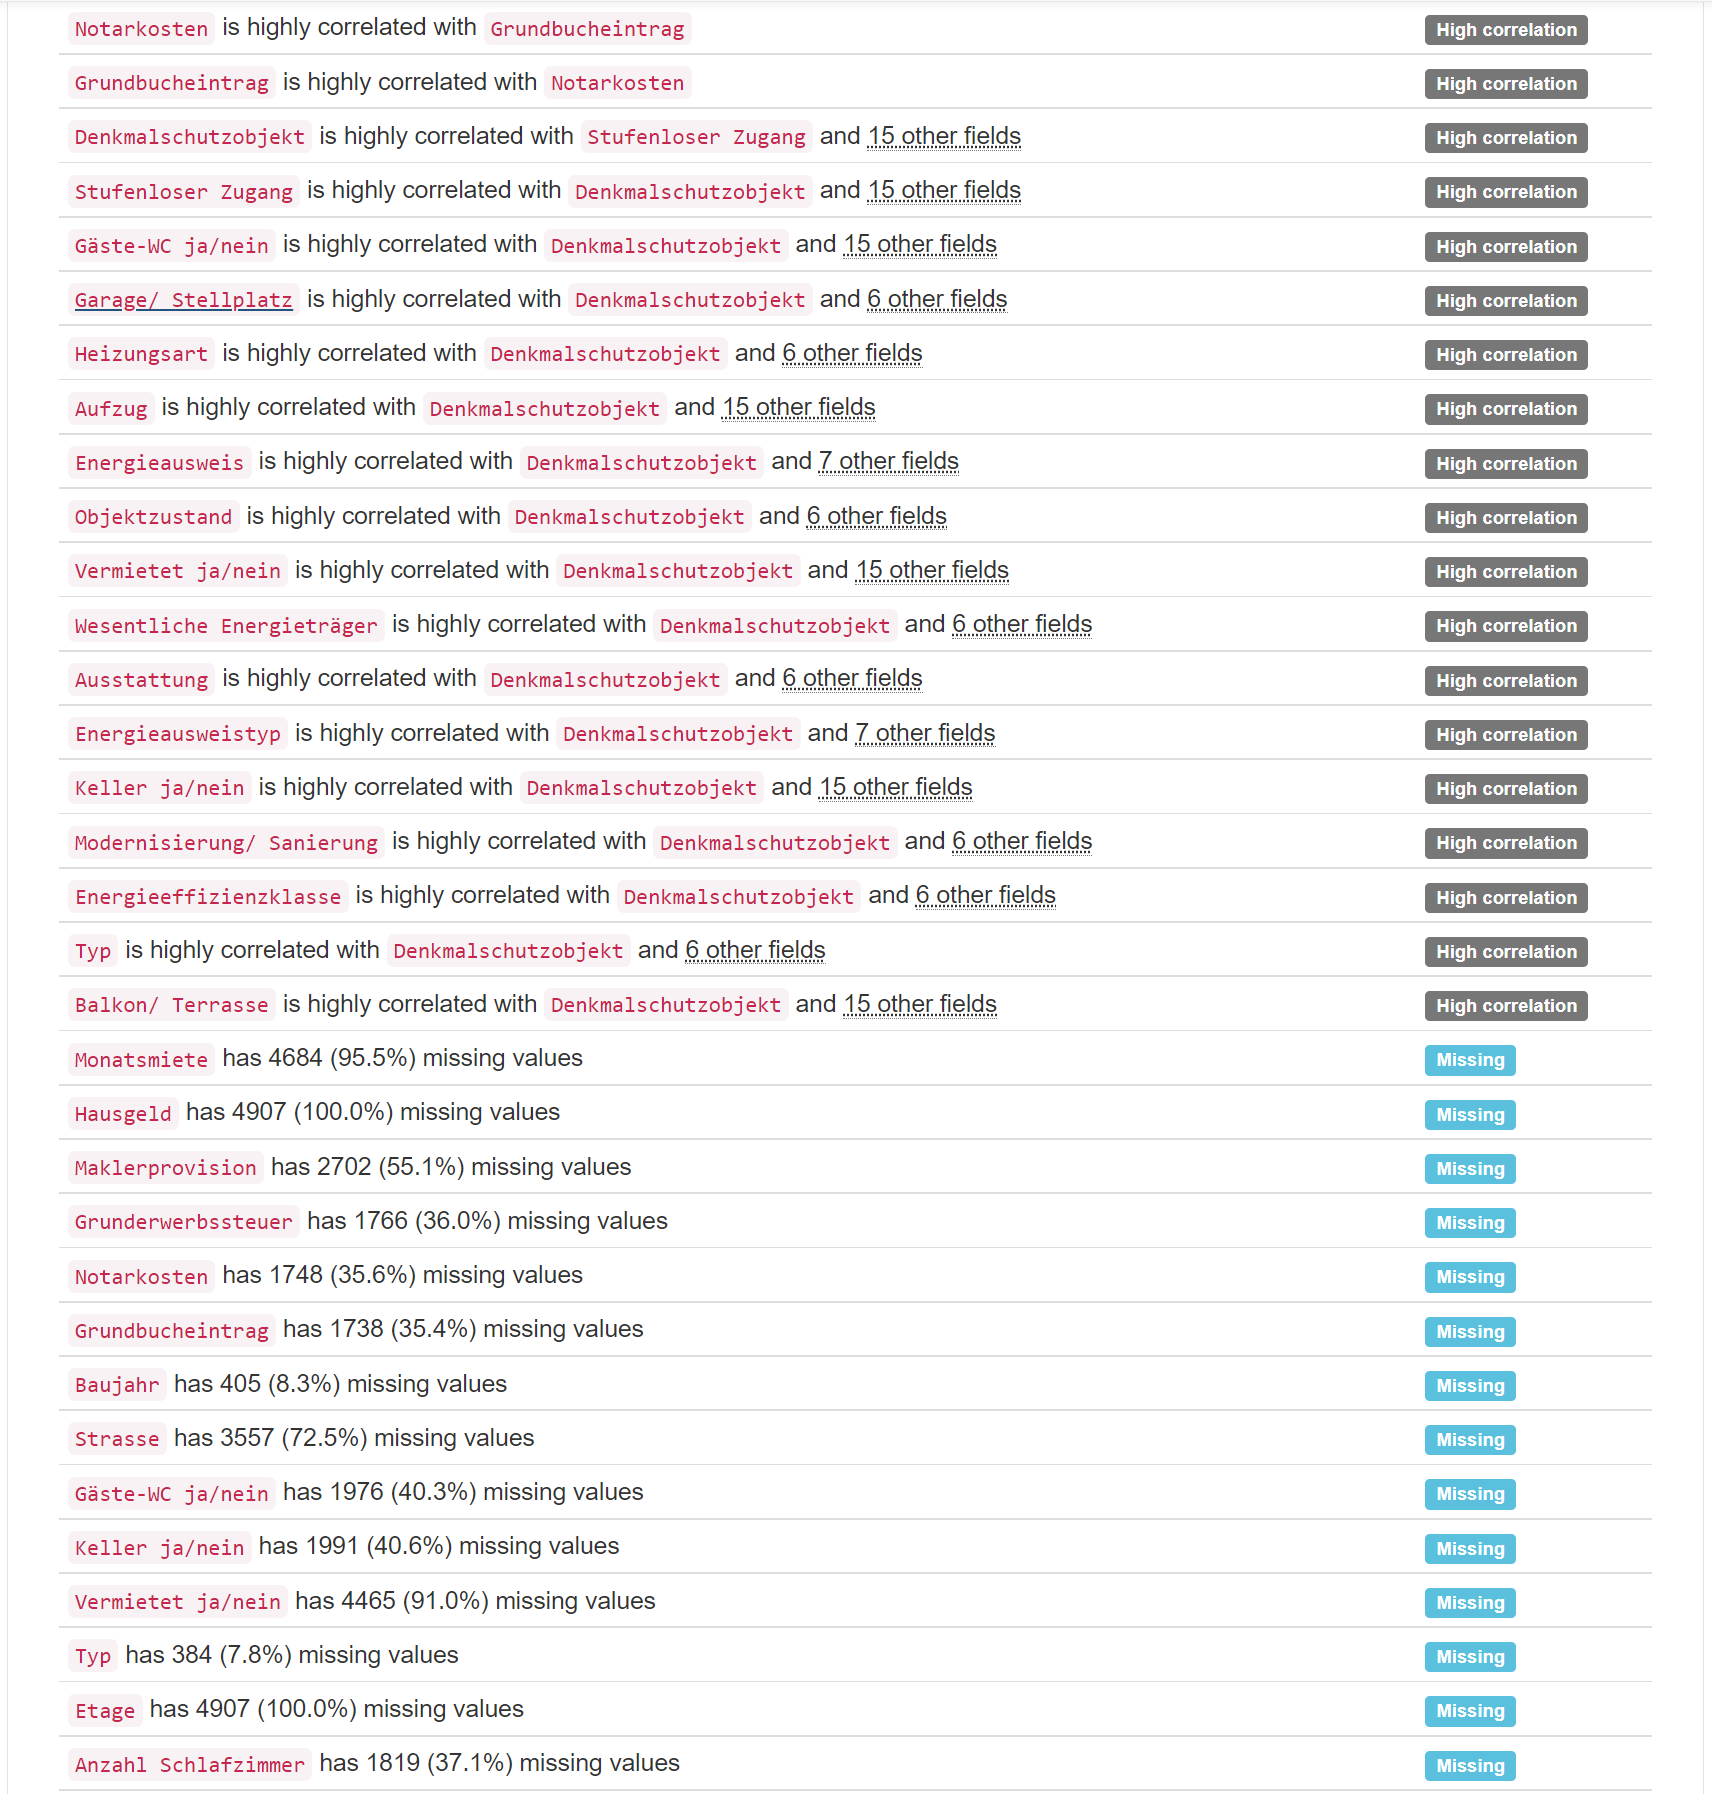 Notarkosten is highly correlated with Grundbucheintrag High correlation
Grundbucheintrag is highly correlated with Notarkosten High correlation
Denkmalschutzobjekt is highly correlated with Stufenloser Zugang and 15 other fields High correlation
Stufenloser Zugang is highly correlated with Denkmalschutzobjekt and 15 other fields High correlation
Gäste-WC ja/nein is highly correlated with Denkmalschutzobjekt and 15 other fields High correlation
Garage/ Stellplatz is highly correlated with Denkmalschutzobjekt and 6 other fields High correlation
Heizungsart is highly correlated with Denkmalschutzobjekt and 6 other fields High correlation
Aufzug is highly correlated with Denkmalschutzobjekt and 15 other fields High correlation
Energieausweis is highly correlated with Denkmalschutzobjekt and 7 other fields High correlation
Objektzustand is highly correlated with Denkmalschutzobjekt and 6 other fields High correlation
Vermietet ja/nein is highly correlated with Denkmalschutzobjekt and 15 other fields High correlation
Wesentliche Energieträger is highly correlated with Denkmalschutzobjekt and 6 other fields High correlation
Ausstattung is highly correlated with Denkmalschutzobjekt and 6 other fields High correlation
Energieausweistyp is highly correlated with Denkmalschutzobjekt and 7 other fields High correlation
Keller ja/nein is highly correlated with Denkmalschutzobjekt and 15 other fields High correlation
Modernisierung/ Sanierung is highly correlated with Denkmalschutzobjekt and 6 other fields High correlation
Energieeffizienzklasse is highly correlated with Denkmalschutzobjekt and 6 other fields High correlation
Typ is highly correlated with Denkmalschutzobjekt and 6 other fields High correlation
Balkon/ Terrasse is highly correlated with Denkmalschutzobjekt and 15 other fields High correlation
Monatsmiete has 4684 (95.5%) missing values Missing
Hausgeld has 4907 (100.0%) missing values Missing
Maklerprovision has 2702 (55.1%) missing values Missing
Grunderwerbssteuer has 1766 (36.0%) missing values Missing
Notarkosten has 1748 (35.6%) missing values Missing
Grundbucheintrag has 1738 (35.4%) missing values Missing
Baujahr has 405 (8.3%) missing values Missing
Strasse has 3557 (72.5%) missing values Missing
Gäste-WC ja/nein has 1976 (40.3%) missing values Missing
Keller ja/nein has 1991 (40.6%) missing values Missing
Vermietet ja/nein has 4465 (91.0%) missing values Missing
Typ has 384 (7.8%) missing values Missing
Etage has 4907 (100.0%) missing values Missing
Anzahl Schlafzimmer has 1819 (37.1%) missing values Missing